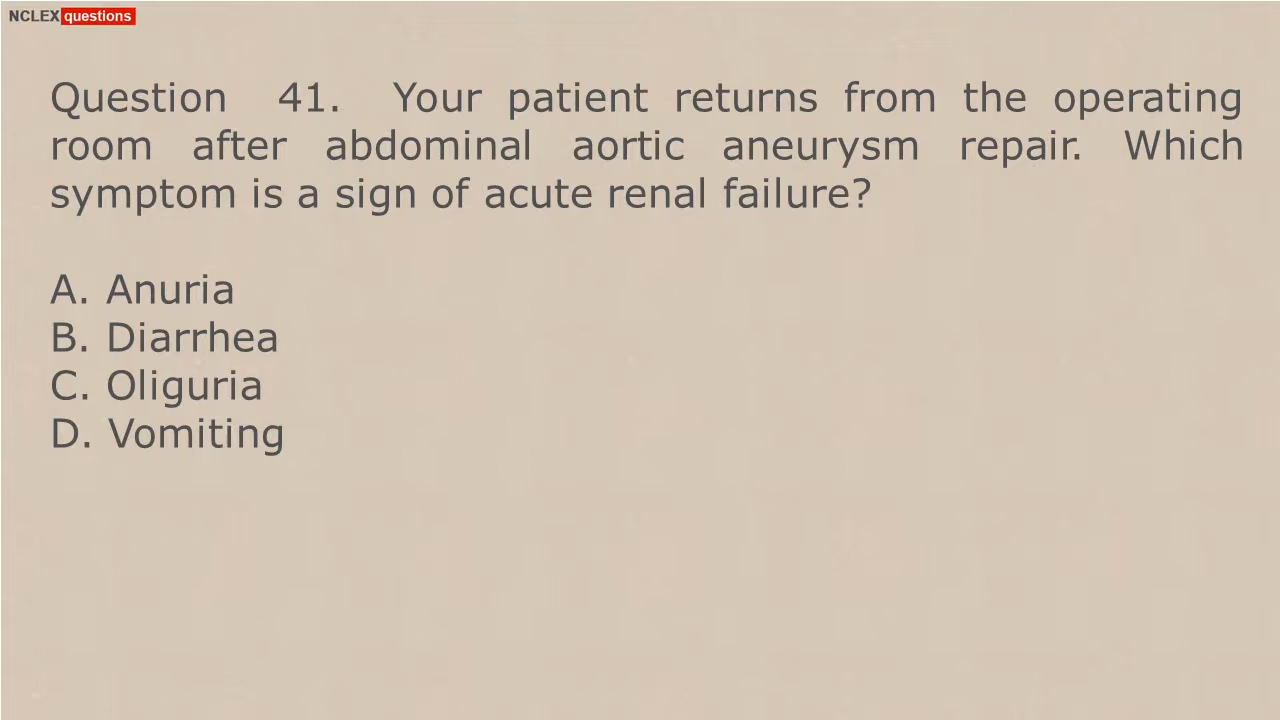 NCLEX questions
Question 41. Your patient returns from the operating
room after abdominal aortic aneurysm repair. Which
symptom is a sign of acute renal failure?
A. Anuria
B. Diarrhea
C. Oliguria
D. Vomiting